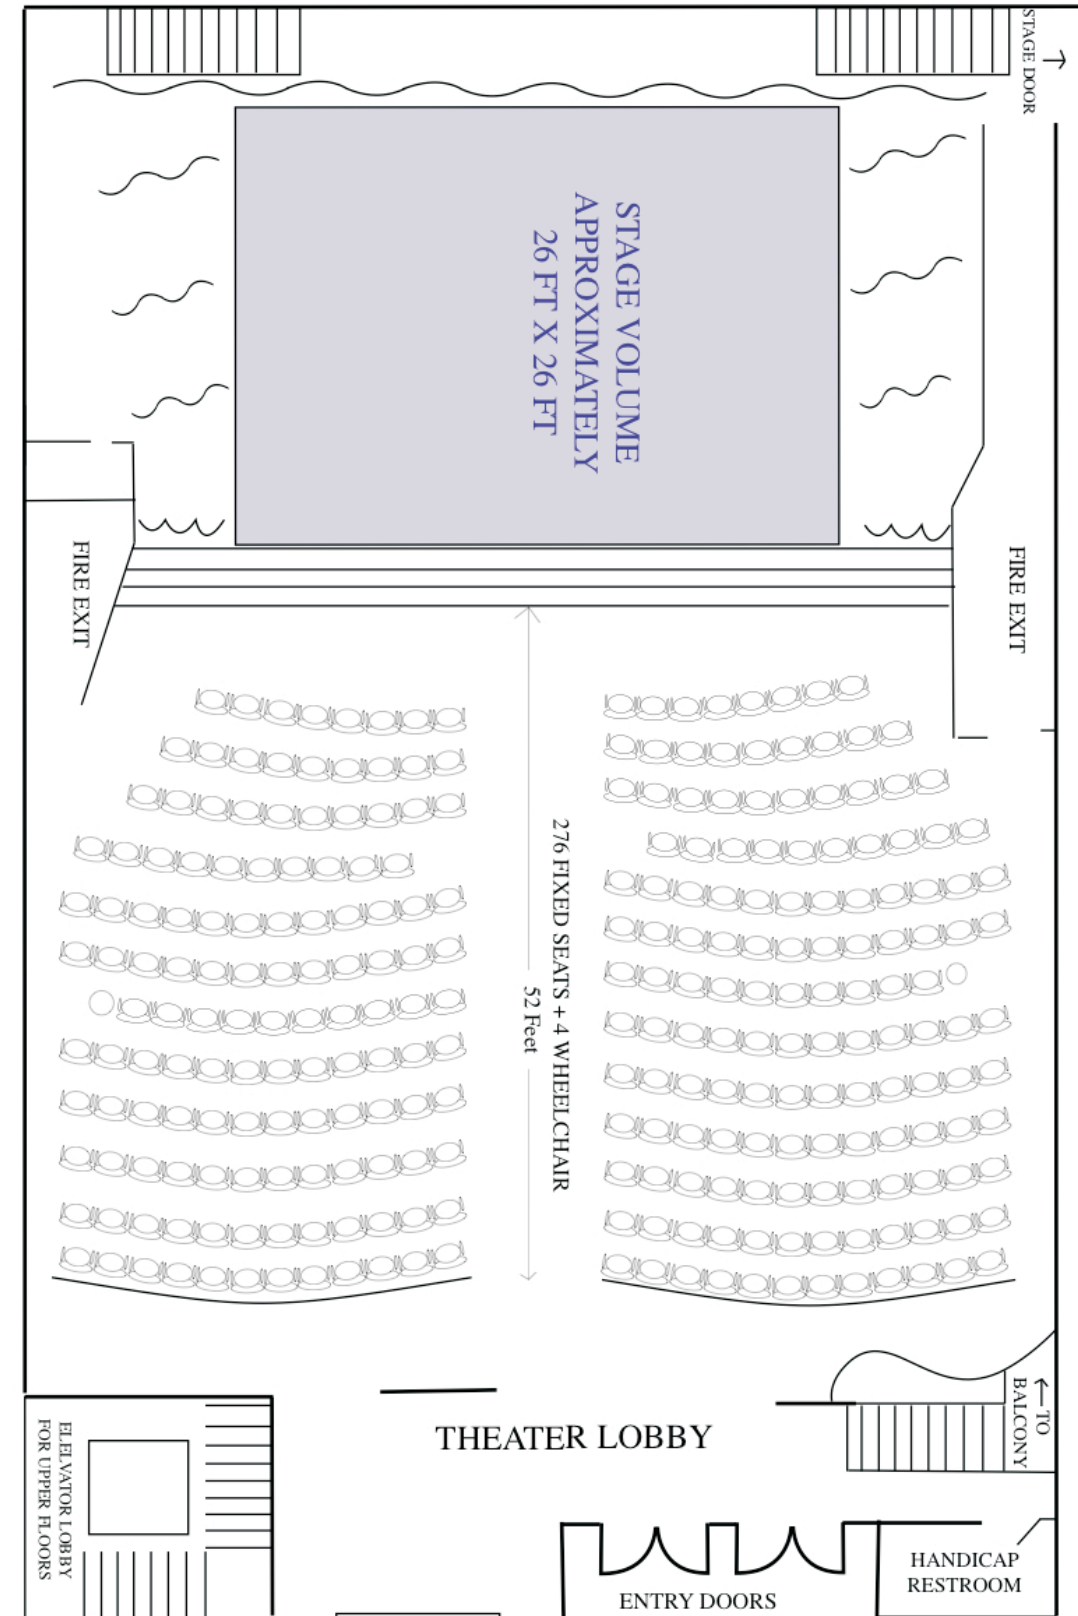 STAGE DOOR
STAGE VOLUME
APPROXIMATELY
26 FT X 26 FT
FIRE EXIT
FIRE EXIT
276 FIXED SEATS + 4 WHEELCHAIR
52 Feet
THEATER LOBBY
TO
BALCONY
ELELVATOR LOBBY
FOR UPPER FLOORS
HANDICAP
RESTROOM
ENTRY DOORS